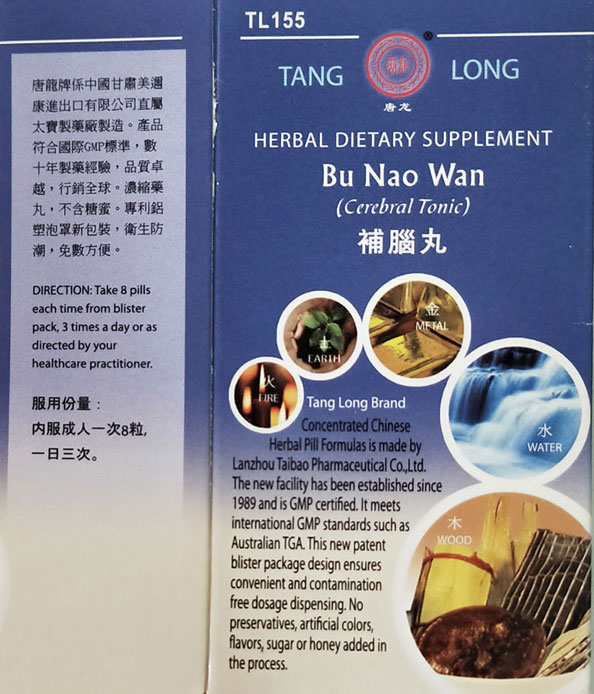 唐龍牌係中國甘肅美週
康進出口有限公司直屬
太寶製藥廠製造。產品
符合國際GMP標準，數
十年製藥經驗，品質卓
越，行銷全球。濃縮藥
丸，不含糖蜜。專利鋁
塑泡罩新包裝，衛生防
潮，免數方便。
DIRECTION: Take 8 pills
each time from blister
pack, 3 times a day or as
directed by your
healthcare practitioner.
服用份量：
内服成人一次8粒,
一日三次。
TL155
®
TANG LONG
唐龙
HERBAL DIETARY SUPPLEMENT
Bu Nao Wan
(Cerebral Tonic)
補腦丸
金
METAL
土
EARTH
火
FIRE
水
WATER
木
WOOD
Tang Long Brand
Concentrated Chinese
Herbal Pill Formulas is made by
Lanzhou Taibao Pharmaceutical Co.,Ltd.
The new facility has been established since
1989 and is GMP certified. It meets
international GMP standards such as
Australian TGA. This new patent
blister package design ensures
convenient and contamination
free dosage dispensing. No
preservatives, artificial colors,
flavors, sugar or honey added in
the process.